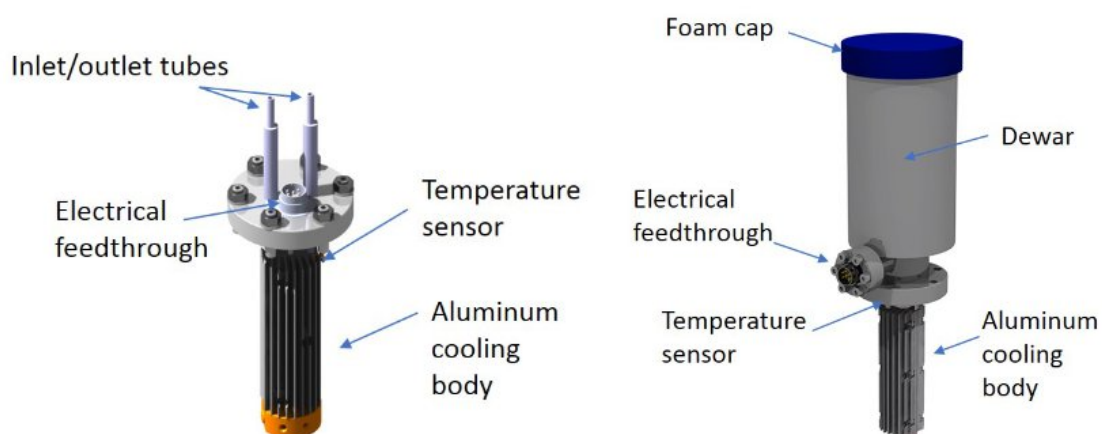 Inlet/outlet tubes
Electrical
feedthrough
Temperature
sensor
Aluminum
cooling
body
Foam cap
Dewar
Electrical
feedthrough
Temperature
sensor
Aluminum
cooling
body